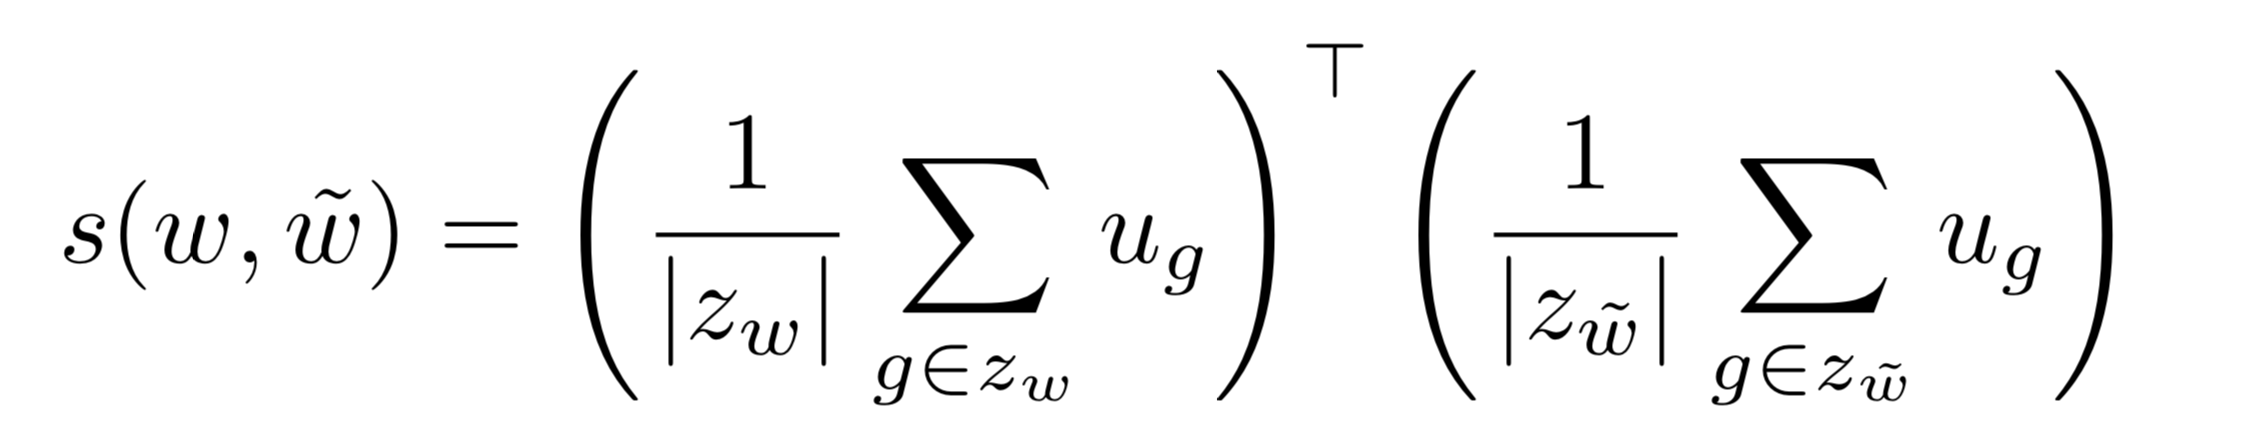 s(w, \tilde{w}) = \left( \frac{1}{|z_w|} \sum_{g \in z_w} u_g \right)^\top \left( \frac{1}{|z_{\tilde{w}}|} \sum_{g \in z_{\tilde{w}}} u_g \right)